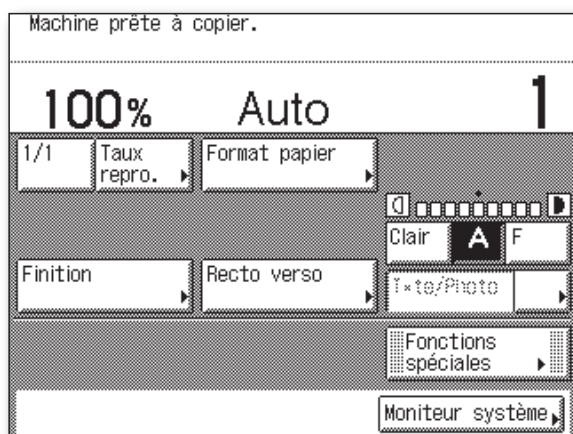 Machine prête à copier.
100% Auto 1
1/1 Taux repro. Format papier
Clair A F
Finition Recto verso Texte/Photo
Fonctions spéciales
Moniteur système